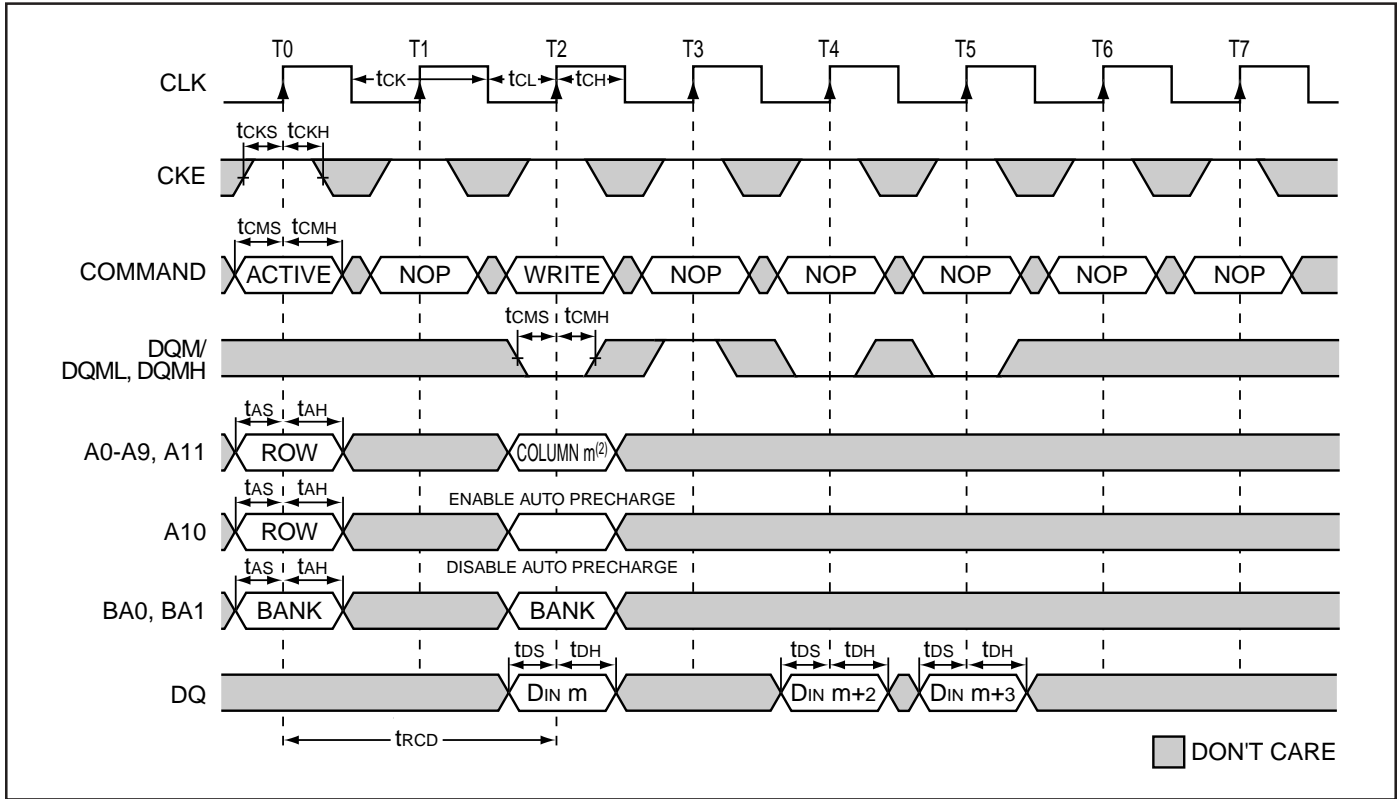 T0 T1 T2 T3 T4 T5 T6 T7
CLK
tCK tCL tCH
tCKS tCKH
CKE
tCMS tCMH
COMMAND ACTIVE NOP WRITE NOP NOP NOP NOP NOP
tCMS tCMH
DQM/
DQML, DQMH
tAS tAH
A0-A9, A11 ROW COLUMN m(2)
tAS tAH ENABLE AUTO PRECHARGE
A10 ROW
tAS tAH DISABLE AUTO PRECHARGE
BA0, BA1 BANK BANK
tDS tDH tDS tDH tDS tDH
DQ DIN m DIN m+2 DIN m+3
tRCD
DON'T CARE